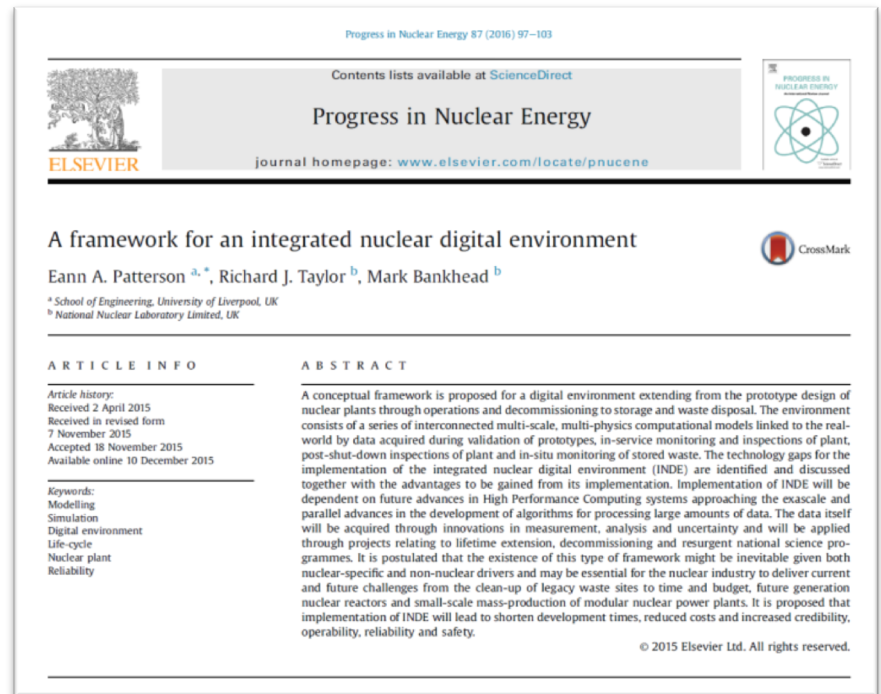 Progress in Nuclear Energy 87 (2016) 97–103
Contents lists available at ScienceDirect
Progress in Nuclear Energy
journal homepage: www.elsevier.com/locate/pnucene
ELSEVIER
PROGRESS IN
NUCLEAR ENERGY
A framework for an integrated nuclear digital environment
CrossMark
Eann A. Patterson a, *, Richard J. Taylor b, Mark Bankhead b
a School of Engineering, University of Liverpool, UK
b National Nuclear Laboratory Limited, UK
ARTICLE INFO
Article history:
Received 2 April 2015
Received in revised form
7 November 2015
Accepted 18 November 2015
Available online 10 December 2015
Keywords:
Modelling
Simulation
Digital environment
Life-cycle
Nuclear plant
Reliability
ABSTRACT
A conceptual framework is proposed for a digital environment extending from the prototype design of
nuclear plants through operations and decommissioning to storage and waste disposal. The environment
consists of a series of interconnected multi-scale, multi-physics computational models linked to the real-
world by data acquired during validation of prototypes, in-service monitoring and inspections of plant,
post-shut-down inspections of plant and in-situ monitoring of stored waste. The technology gaps for the
implementation of the integrated nuclear digital environment (INDE) are identified and discussed
together with the advantages to be gained from its implementation. Implementation of INDE will be
dependent on future advances in High Performance Computing systems approaching the exascale and
parallel advances in the development of algorithms for processing large amounts of data. The data itself
will be acquired through innovations in measurement, analysis and uncertainty and will be applied
through projects relating to lifetime extension, decommissioning and resurgent national science pro-
grammes. It is postulated that the existence of this type of framework might be inevitable given both
nuclear-specific and non-nuclear drivers and may be essential for the nuclear industry to deliver current
and future challenges from the clean-up of legacy waste sites to time and budget, future generation
nuclear reactors and small-scale mass-production of modular nuclear power plants. It is proposed that
implementation of INDE will lead to shorten development times, reduced costs and increased credibility,
operability, reliability and safety.
© 2015 Elsevier Ltd. All rights reserved.